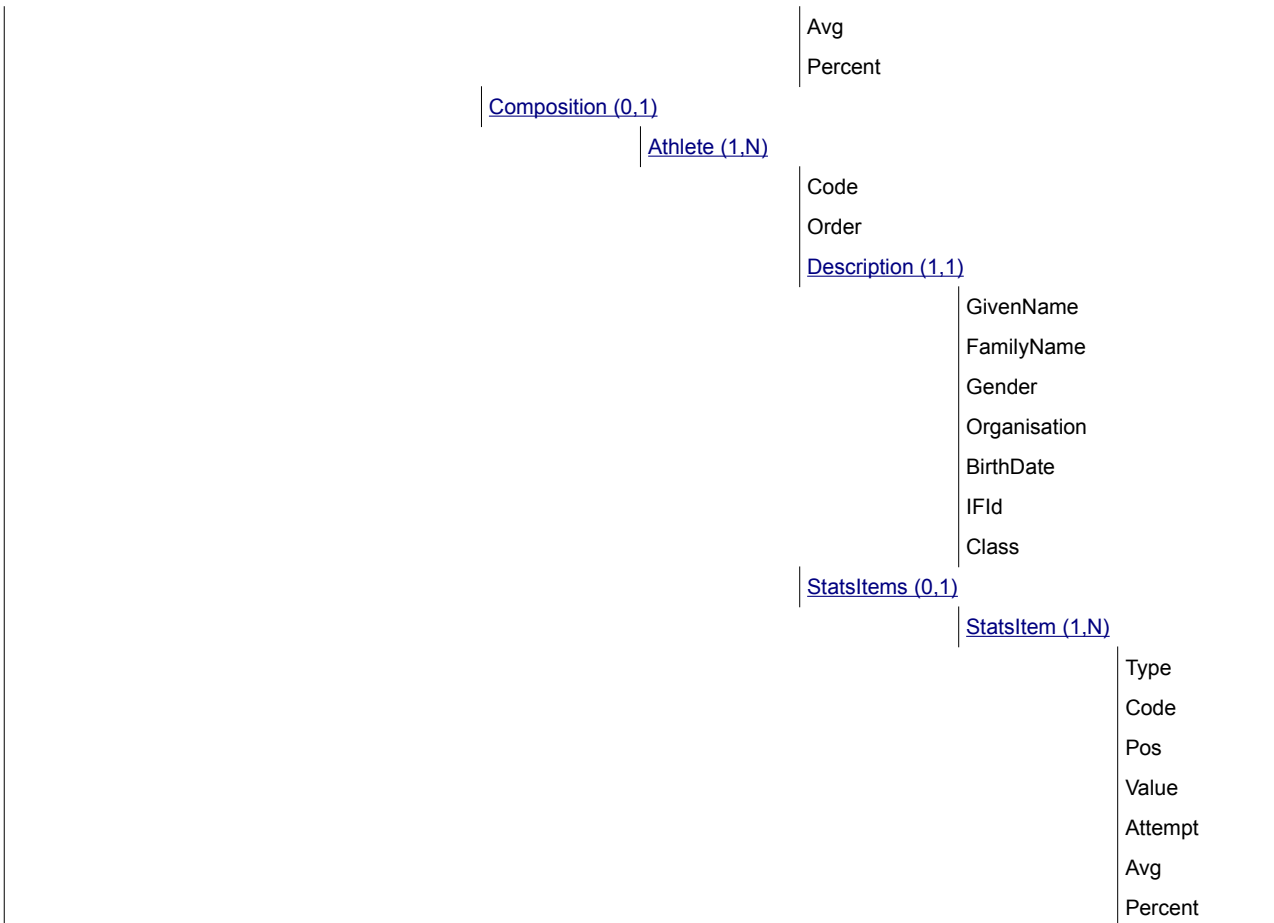 Avg
Percent
Composition (0,1)
Athlete (1,N)
Code
Order
Description (1,1)
GivenName
FamilyName
Gender
Organisation
BirthDate
IFId
Class
StatsItems (0,1)
StatsItem (1,N)
Type
Code
Pos
Value
Attempt
Avg
Percent